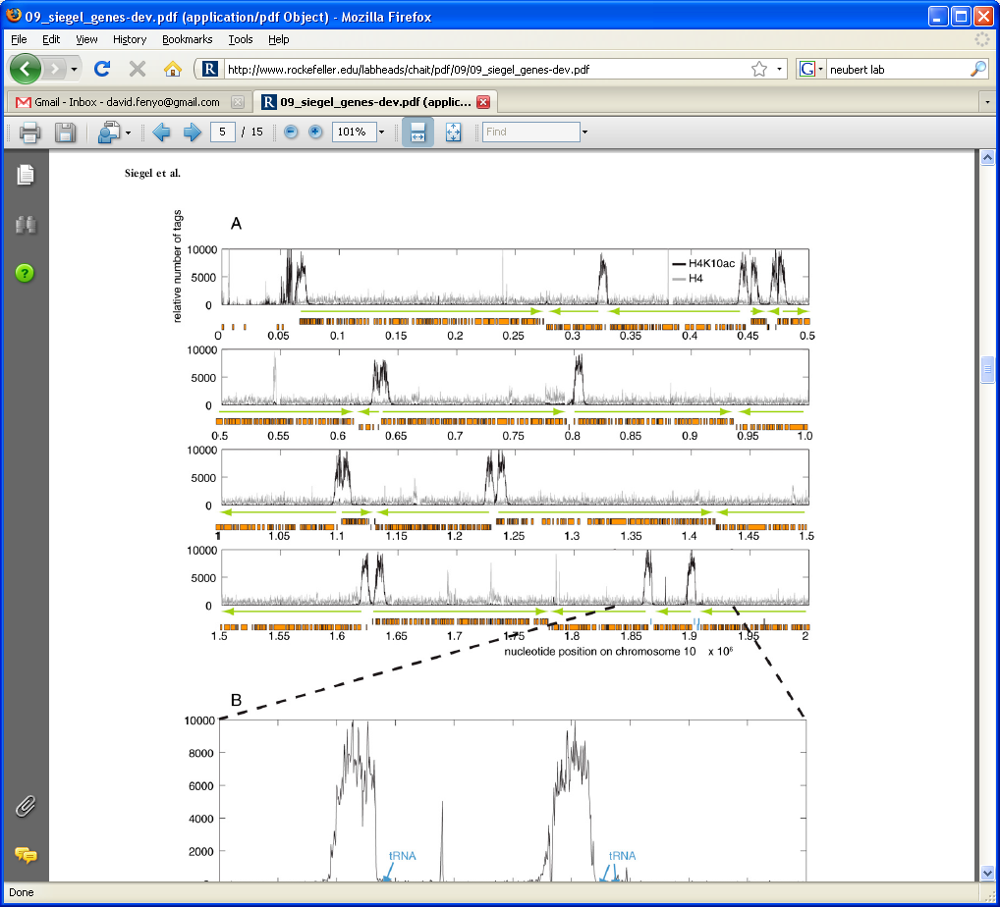 09_siegel_genes-dev.pdf (application/pdf Object) - Mozilla Firefox
File Edit View History Bookmarks Tools Help
R http://www.rockefeller.edu/labheads/chait/pdf/09/09_siegel_genes-dev.pdf G neubert lab
Gmail - Inbox - david.fenyo@gmail.com R 09_siegel_genes-dev.pdf (applic...
5 / 15 101% Find
Siegel et al.
A
relative number of tags
10000
5000
0
H4K10ac
H4
0 0.05 0.1 0.15 0.2 0.25 0.3 0.35 0.4 0.45 0.5
10000
5000
0
0.5 0.55 0.6 0.65 0.7 0.75 0.8 0.85 0.9 0.95 1.0
10000
5000
0
1 1.05 1.1 1.15 1.2 1.25 1.3 1.35 1.4 1.45 1.5
10000
5000
0
1.5 1.55 1.6 1.65 1.7 1.75 1.8 1.85 1.9 1.95 2
nucleotide position on chromosome 10 x 10⁶
B
10000
8000
6000
4000
2000
tRNA tRNA
Done